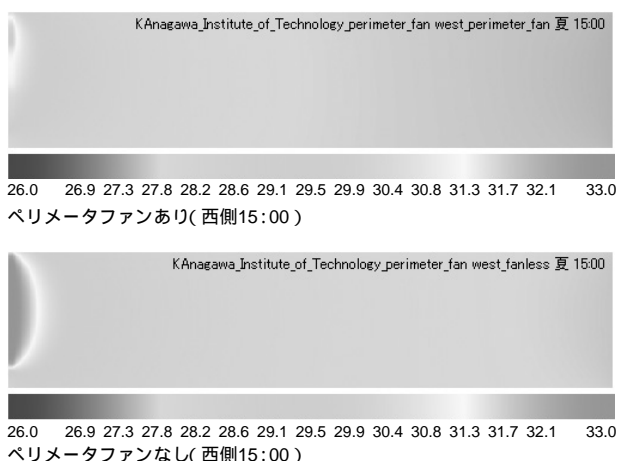 KAnagawa_Institute_of_Technology_perimeter_fan west_perimeter_fan 夏 15:00
26.0 26.9 27.3 27.8 28.2 28.6 29.1 29.5 29.9 30.4 30.8 31.3 31.7 32.1 33.0
ペリメータファンあり(西側15:00)
KAnagawa_Institute_of_Technology_perimeter_fan west_fanless 夏 15:00
26.0 26.9 27.3 27.8 28.2 28.6 29.1 29.5 29.9 30.4 30.8 31.3 31.7 32.1 33.0
ペリメータファンなし(西側15:00)